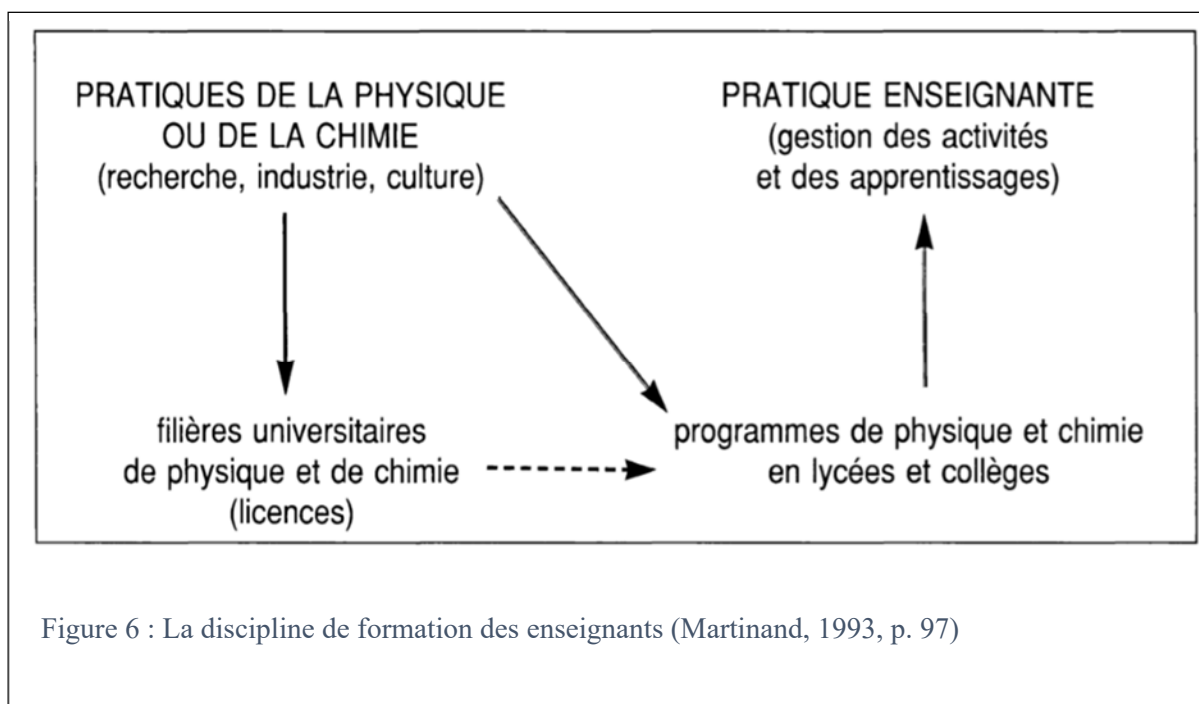 PRATIQUES DE LA PHYSIQUE
OU DE LA CHIMIE
(recherche, industrie, culture)
PRATIQUE ENSEIGNANTE
(gestion des activités
et des apprentissages)
filières universitaires
de physique et de chimie
(licences)
programmes de physique et chimie
en lycées et collèges
Figure 6 : La discipline de formation des enseignants (Martinand, 1993, p. 97)